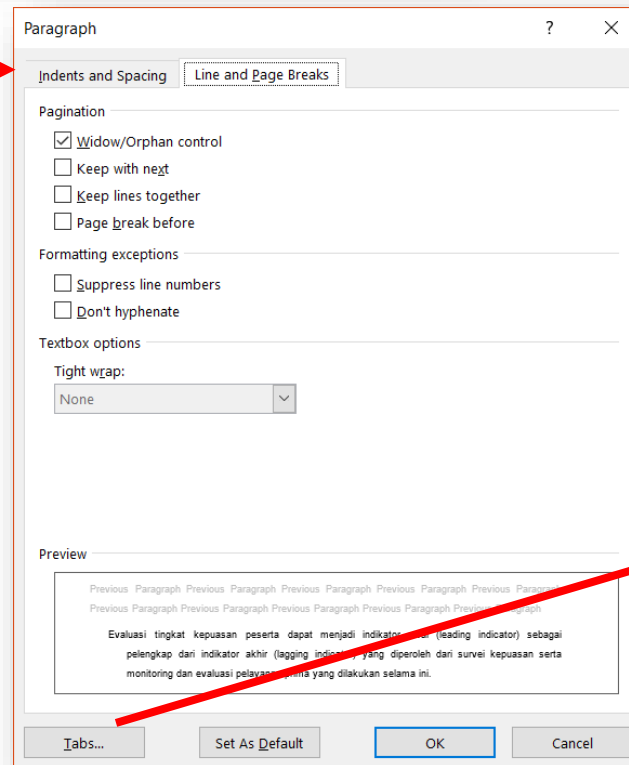 Paragraph ? ×
Indents and Spacing Line and Page Breaks
Pagination
Widow/Orphan control
Keep with next
Keep lines together
Page break before
Formatting exceptions
Suppress line numbers
Don't hyphenate
Textbox options
Tight wrap:
None
Preview
Previous Paragraph Previous Paragraph Previous Paragraph Previous Paragraph Previous Paragraph
Previous Paragraph Previous Paragraph Previous Paragraph Previous Paragraph Previous Paragraph
Evaluasi tingkat kepuasan peserta dapat menjadi indikator (leading indicator) sebagai
pelengkap dari indikator akhir (lagging indicator) yang diperoleh dari survei kepuasan serta
monitoring dan evaluasi yang dilakukan selama ini.
Tabs... Set As Default OK Cancel